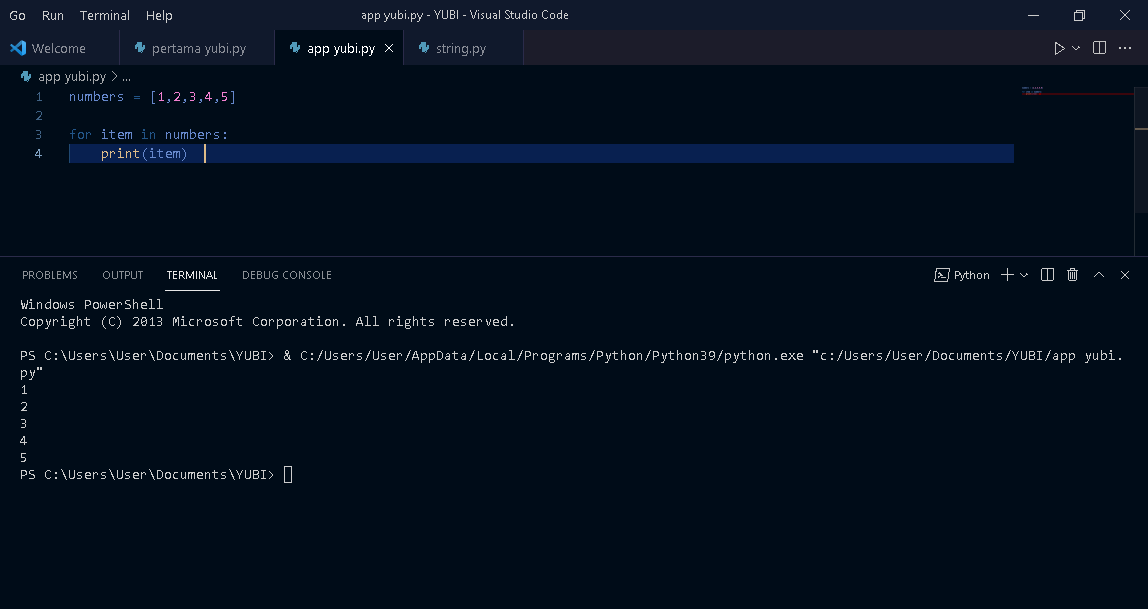 Go Run Terminal Help app yubi.py - YUBI - Visual Studio Code
Welcome pertama yubi.py app yubi.py string.py
app yubi.py > ...
1 numbers = [1,2,3,4,5]
2
3 for item in numbers:
4 print(item)
PROBLEMS OUTPUT TERMINAL DEBUG CONSOLE Python
Windows PowerShell
Copyright (C) 2013 Microsoft Corporation. All rights reserved.
PS C:\Users\User\Documents\YUBI> & C:/Users/User/AppData/Local/Programs/Python/Python39/python.exe "c:/Users/User/Documents/YUBI/app yubi.
py"
1
2
3
4
5
PS C:\Users\User\Documents\YUBI>